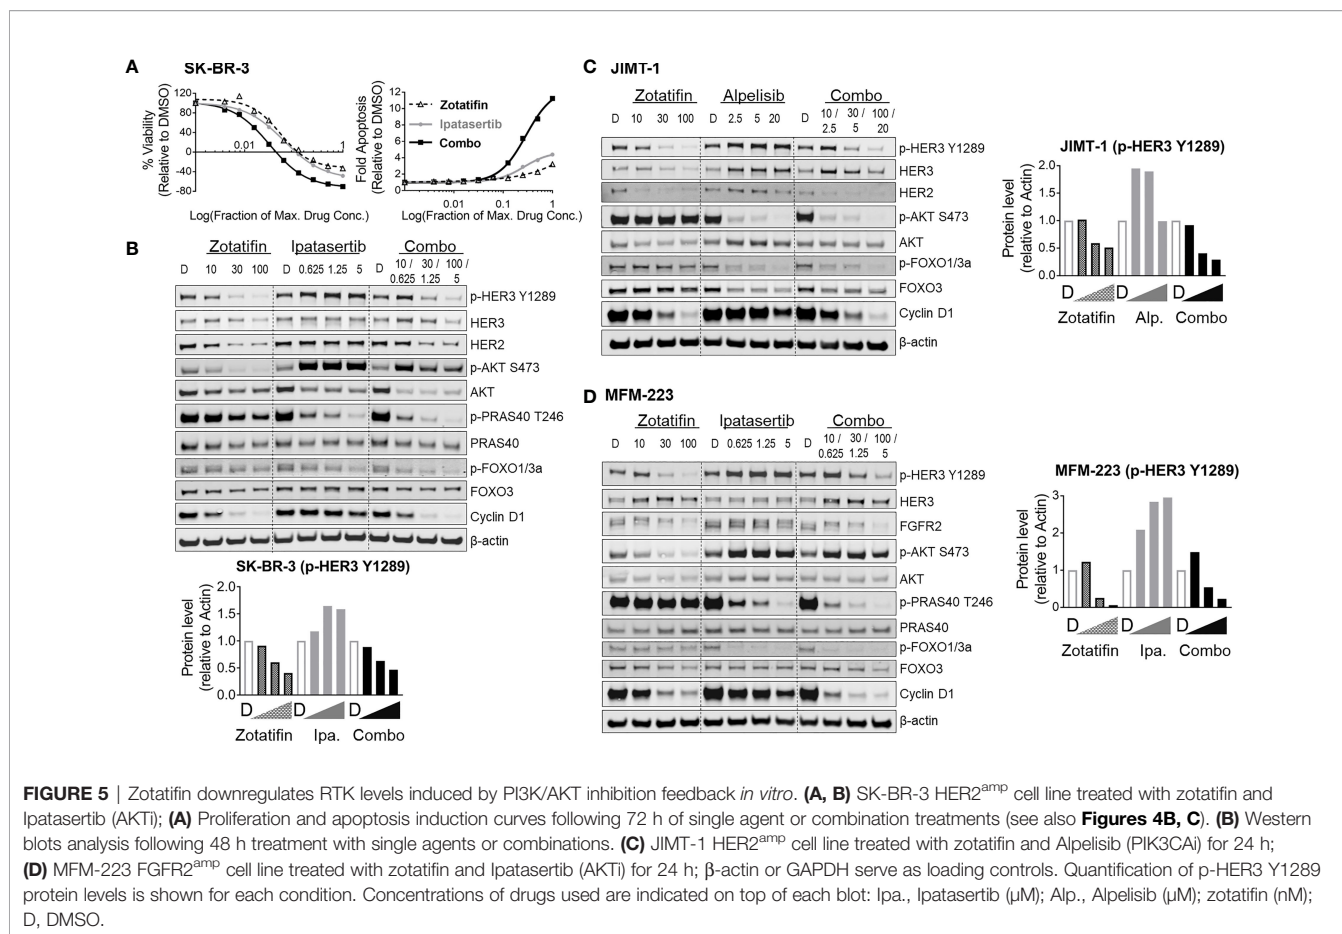 A SK-BR-3
% Viability
(Relative to DMSO)
120
80
40
0
-40
-80
0.01
1
Log(Fraction of Max. Drug Conc.)
Fold Apoptosis
(Relative to DMSO)
12
10
8
6
4
2
0
Zotatifin
Ipatasertib
Combo
0.01 0.1 1
Log(Fraction of Max. Drug Conc.)
B
Zotatifin Ipatasertib Combo
D 10 30 100 D 0.625 1.25 5 D 10 / 0.625 30 / 1.25 100 / 5
p-HER3 Y1289
HER3
HER2
p-AKT S473
AKT
p-PRAS40 T246
PRAS40
p-FOXO1/3a
FOXO3
Cyclin D1
β-actin
SK-BR-3 (p-HER3 Y1289)
Protein level
(relative to Actin)
2.0
1.5
1.0
0.5
0.0
D D D
Zotatifin Ipa. Combo
C JIMT-1
Zotatifin Alpelisib Combo
D 10 30 100 D 2.5 5 20 D 10 / 2.5 30 / 5 100 / 20
p-HER3 Y1289
HER3
HER2
p-AKT S473
AKT
p-FOXO1/3a
FOXO3
Cyclin D1
β-actin
JIMT-1 (p-HER3 Y1289)
Protein level
(relative to Actin)
2.0
1.5
1.0
0.5
0.0
D D D
Zotatifin Alp. Combo
D MFM-223
Zotatifin Ipatasertib Combo
D 10 30 100 D 0.625 1.25 5 D 10 / 0.625 30 / 1.25 100 / 5
p-HER3 Y1289
HER3
FGFR2
p-AKT S473
AKT
p-PRAS40 T246
PRAS40
p-FOXO1/3a
FOXO3
Cyclin D1
β-actin
MFM-223 (p-HER3 Y1289)
Protein level
(relative to Actin)
3
2
1
0
D D D
Zotatifin Ipa. Combo
FIGURE 5 | Zotatifin downregulates RTK levels induced by PI3K/AKT inhibition feedback in vitro. (A, B) SK-BR-3 HER2amp cell line treated with zotatifin and
Ipatasertib (AKTi); (A) Proliferation and apoptosis induction curves following 72 h of single agent or combination treatments (see also Figures 4B, C). (B) Western
blots analysis following 48 h treatment with single agents or combinations. (C) JIMT-1 HER2amp cell line treated with zotatifin and Alpelisib (PIK3CAi) for 24 h;
(D) MFM-223 FGFR2amp cell line treated with zotatifin and Ipatasertib (AKTi) for 24 h; β-actin or GAPDH serve as loading controls. Quantification of p-HER3 Y1289
protein levels is shown for each condition. Concentrations of drugs used are indicated on top of each blot: Ipa., Ipatasertib (μM); Alp., Alpelisib (μM); zotatifin (nM);
D, DMSO.